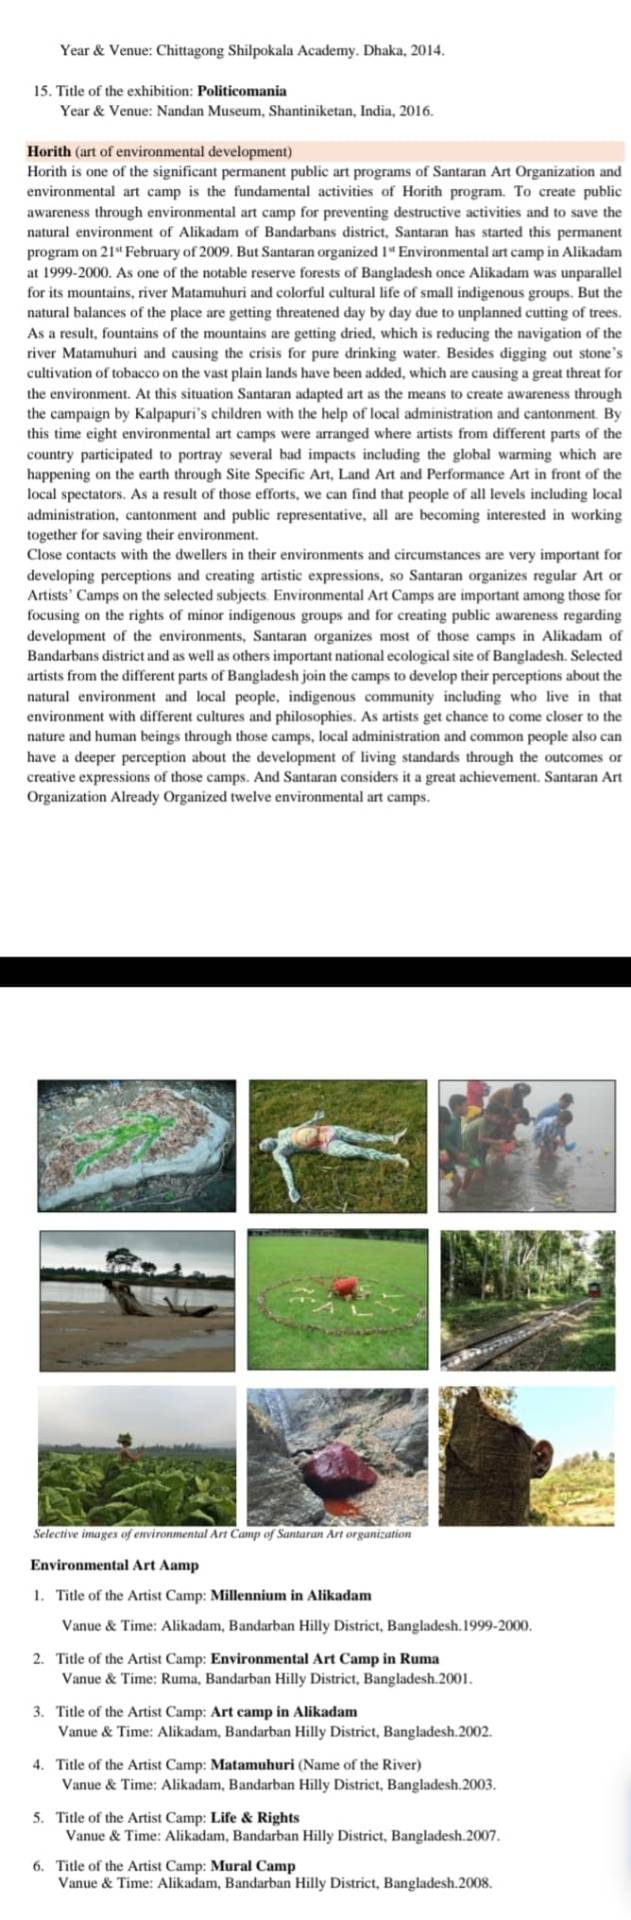 Year & Venue: Chittagong Shilpokala Academy. Dhaka, 2014.
15. Title of the exhibition: Politicomania
Year & Venue: Nandan Museum, Shantiniketan, India, 2016.
Horith (art of environmental development)
Horith is one of the significant permanent public art programs of Santaran Art Organization and
environmental art camp is the fundamental activities of Horith program. To create public
awareness through environmental art camp for preventing destructive activities and to save the
natural environment of Alikadam of Bandarbans district, Santaran has started this permanent
program on 21st February of 2009. But Santaran organized 1st Environmental art camp in Alikadam
at 1999-2000. As one of the notable reserve forests of Bangladesh once Alikadam was unparallel
for its mountains, river Matamuhuri and colorful cultural life of small indigenous groups. But the
natural balances of the place are getting threatened day by day due to unplanned cutting of trees.
As a result, fountains of the mountains are getting dried, which is reducing the navigation of the
river Matamuhuri and causing the crisis for pure drinking water. Besides digging out stone's
cultivation of tobacco on the vast plain lands have been added, which are causing a great threat for
the environment. At this situation Santaran adapted art as the means to create awareness through
the campaign by Kalpapuri's children with the help of local administration and cantonment. By
this time eight environmental art camps were arranged where artists from different parts of the
country participated to portray several bad impacts including the global warming which are
happening on the earth through Site Specific Art, Land Art and Performance Art in front of the
local spectators. As a result of those efforts, we can find that people of all levels including local
administration, cantonment and public representative, all are becoming interested in working
together for saving their environment.
Close contacts with the dwellers in their environments and circumstances are very important for
developing perceptions and creating artistic expressions, so Santaran organizes regular Art or
Artists' Camps on the selected subjects. Environmental Art Camps are important among those for
focusing on the rights of minor indigenous groups and for creating public awareness regarding
development of the environments, Santaran organizes most of those camps in Alikadam of
Bandarbans district and as well as others important national ecological site of Bangladesh. Selected
artists from the different parts of Bangladesh join the camps to develop their perceptions about the
natural environment and local people, indigenous community including who live in that
environment with different cultures and philosophies. As artists get chance to come closer to the
nature and human beings through those camps, local administration and common people also can
have a deeper perception about the development of living standards through the outcomes or
creative expressions of those camps. And Santaran considers it a great achievement. Santaran Art
Organization Already Organized twelve environmental art camps.
Selective images of environmental Art Camp of Santaran Art organization
Environmental Art Aamp
1. Title of the Artist Camp: Millennium in Alikadam
Vanue & Time: Alikadam, Bandarban Hilly District, Bangladesh.1999-2000.
2. Title of the Artist Camp: Environmental Art Camp in Ruma
Vanue & Time: Ruma, Bandarban Hilly District, Bangladesh.2001.
3. Title of the Artist Camp: Art camp in Alikadam
Vanue & Time: Alikadam, Bandarban Hilly District, Bangladesh.2002.
4. Title of the Artist Camp: Matamuhuri (Name of the River)
Vanue & Time: Alikadam, Bandarban Hilly District, Bangladesh.2003.
5. Title of the Artist Camp: Life & Rights
Vanue & Time: Alikadam, Bandarban Hilly District, Bangladesh.2007.
6. Title of the Artist Camp: Mural Camp
Vanue & Time: Alikadam, Bandarban Hilly District, Bangladesh.2008.